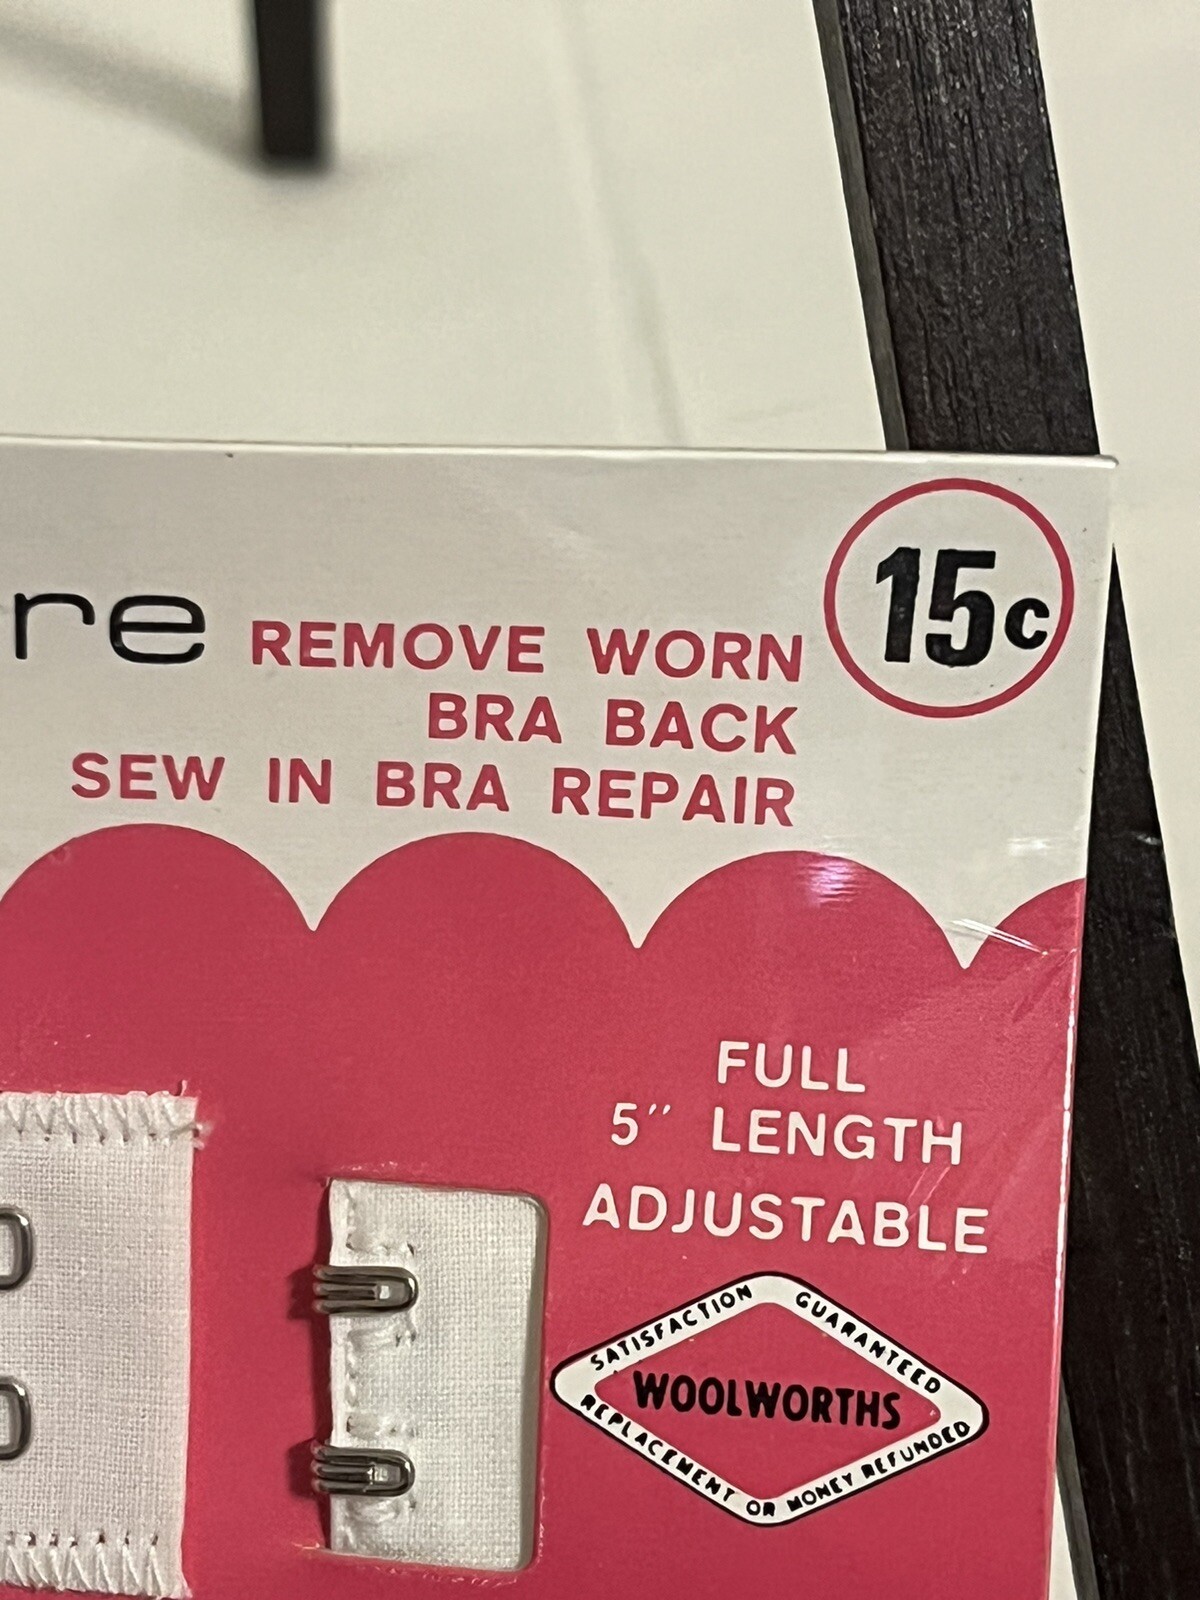 15c
re REMOVE WORN
BRA BACK
SEW IN BRA REPAIR
FULL
5" LENGTH
ADJUSTABLE
SATISFACTION GUARANTEED
WOOLWORTHS
REPLACEMENT OR MONEY REFUNDED